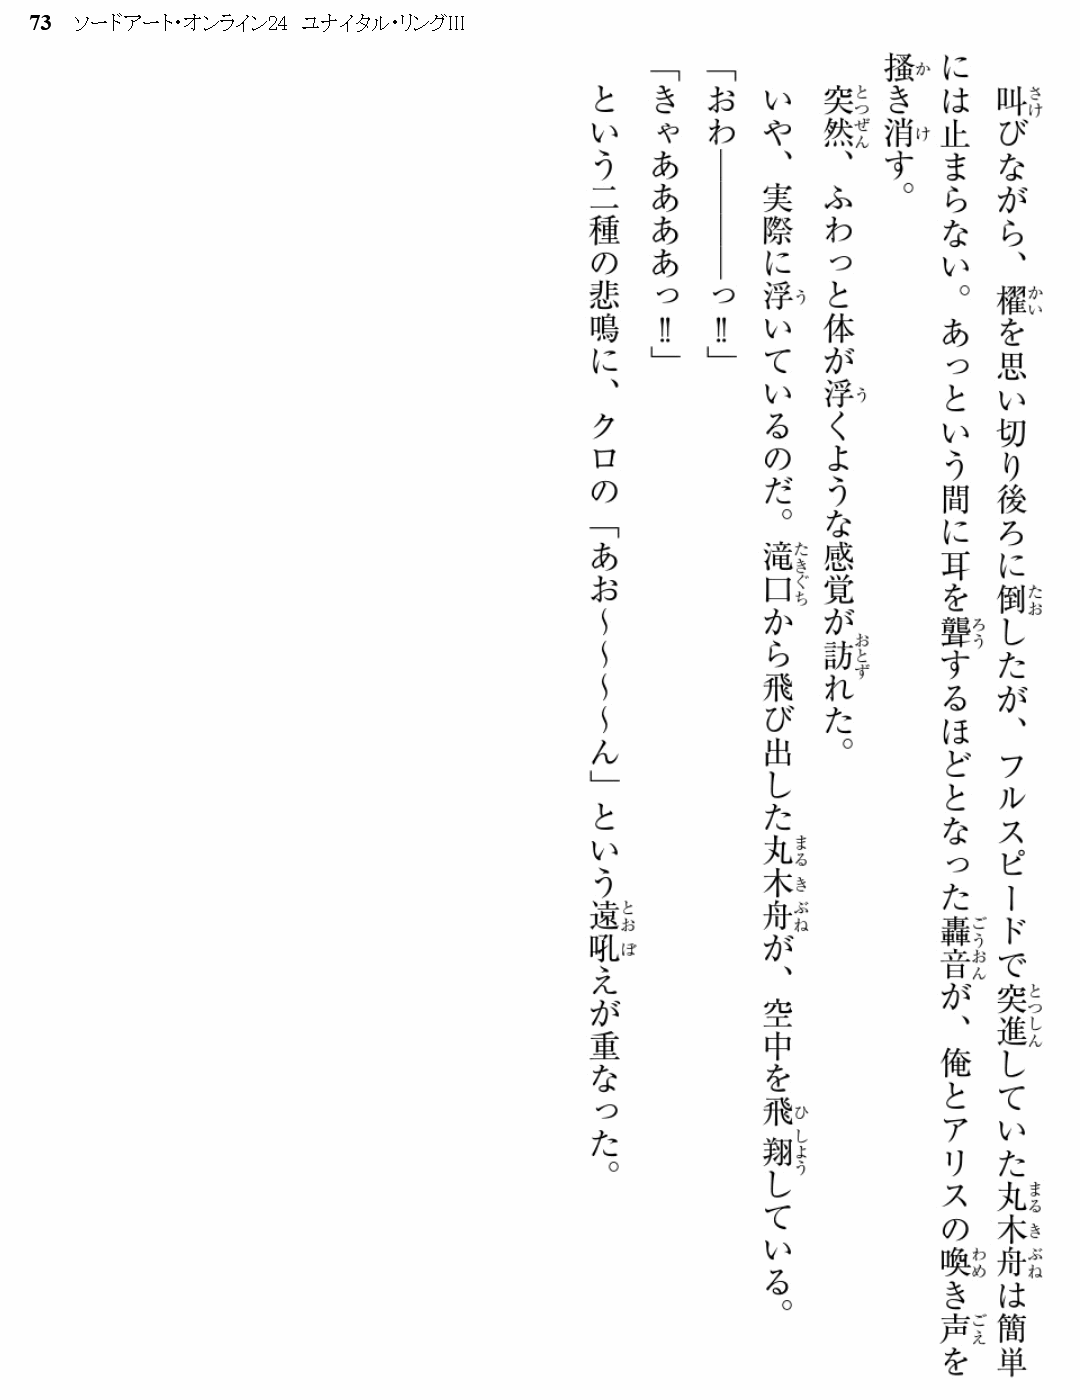 73 ソードアート・オンライン24 ユナイタル・リングIII
叫びながら、櫂を思い切り後ろに倒したが、フルスピードで突進していた丸木舟は簡単
には止まらない。あっという間に耳を聾するほどとなった轟音が、俺とアリスの喚き声を
掻き消す。
突然、ふわっと体が浮くような感覚が訪れた。
いや、実際に浮いているのだ。滝口から飛び出した丸木舟が、空中を飛翔している。
「おわ――――っ‼」
「きゃあああああっ‼」
という二種の悲鳴に、クロの「あお～～～～ん」という遠吼えが重なった。